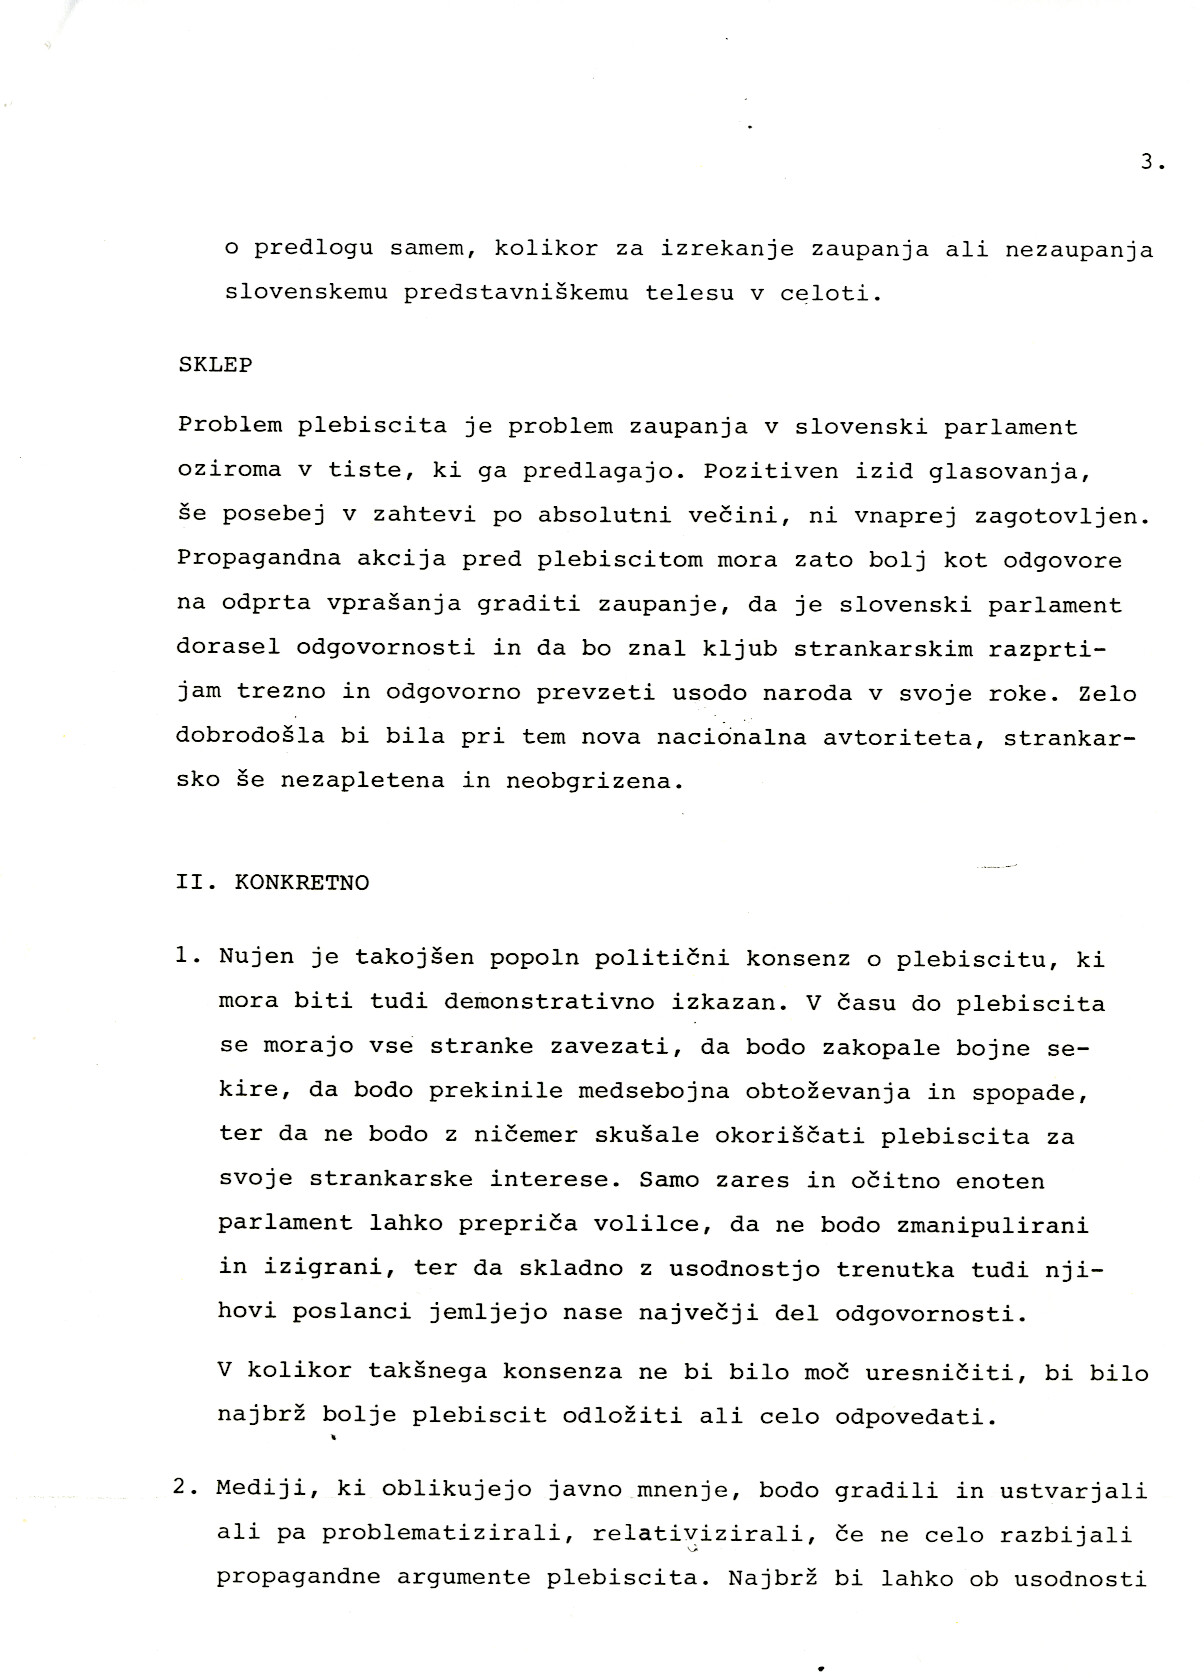 3.
o predlogu samem, kolikor za izrekanje zaupanja ali nezaupanja
slovenskemu predstavniškemu telesu v celoti.
SKLEP
Problem plebiscita je problem zaupanja v slovenski parlament
oziroma v tiste, ki ga predlagajo. Pozitiven izid glasovanja,
še posebej v zahtevi po absolutni večini, ni vnaprej zagotovljen.
Propagandna akcija pred plebiscitom mora zato bolj kot odgovore
na odprta vprašanja graditi zaupanje, da je slovenski parlament
dorasel odgovornosti in da bo znal kljub strankarskim razprti-
jam trezno in odgovorno prevzeti usodo naroda v svoje roke. Zelo
dobrodošla bi bila pri tem nova nacionalna avtoriteta, strankar-
sko še nezapletena in neobgrizena.
II. KONKRETNO
1. Nujen je takojšen popoln politični konsenz o plebiscitu, ki
mora biti tudi demonstrativno izkazan. V času do plebiscita
se morajo vse stranke zavezati, da bodo zakopale bojne se-
kire, da bodo prekinile medsebojna obtoževanja in spopade,
ter da ne bodo z ničemer skušale okoriščati plebiscita za
svoje strankarske interese. Samo zares in očitno enoten
parlament lahko prepriča volilce, da ne bodo zmanipulirani
in izigrani, ter da skladno z usodnostjo trenutka tudi nji-
hovi poslanci jemljejo nase največji del odgovornosti.
V kolikor takšnega konsenza ne bi bilo moč uresničiti, bi bilo
najbrž bolje plebiscit odložiti ali celo odpovedati.
2. Mediji, ki oblikujejo javno mnenje, bodo gradili in ustvarjali
ali pa problematizirali, relativizirali, če ne celo razbijali
propagandne argumente plebiscita. Najbrž bi lahko ob usodnosti